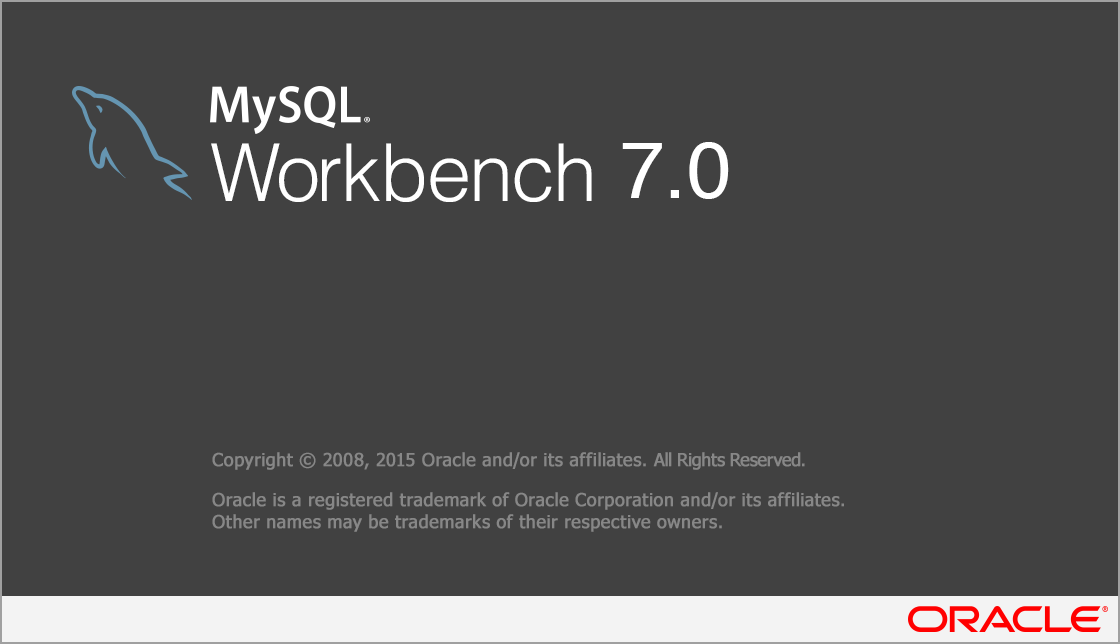 MySQL®
Workbench 7.0
Copyright © 2008, 2015 Oracle and/or its affiliates. All Rights Reserved.
Oracle is a registered trademark of Oracle Corporation and/or its affiliates.
Other names may be trademarks of their respective owners.
ORACLE®